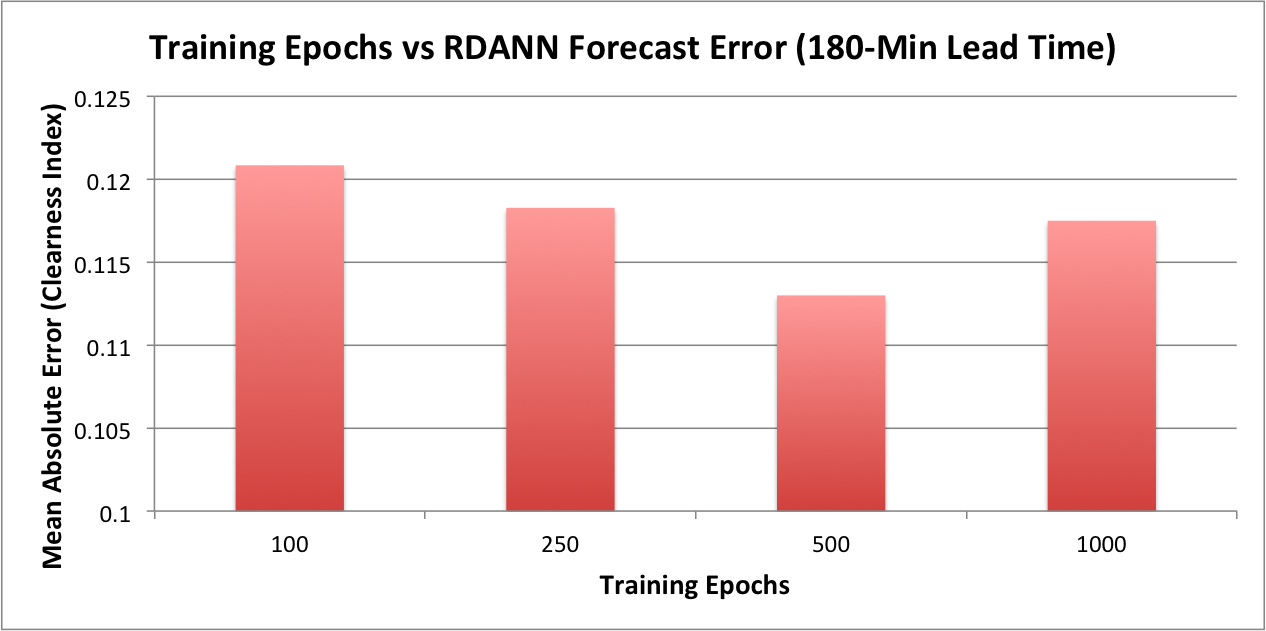 Training Epochs vs RDANN Forecast Error (180-Min Lead Time)
Mean Absolute Error (Clearness Index)
0.125
0.12
0.115
0.11
0.105
0.1
100 250 500 1000
Training Epochs